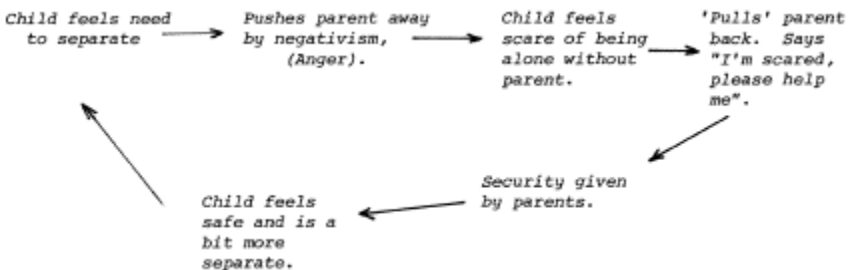 Child feels need
to separate
Pushes parent away
by negativism,
(Anger).
Child feels
scare of being
alone without
parent.
'Pulls' parent
back. Says
"I'm scared,
please help
me".
Security given
by parents.
Child feels
safe and is a
bit more
separate.